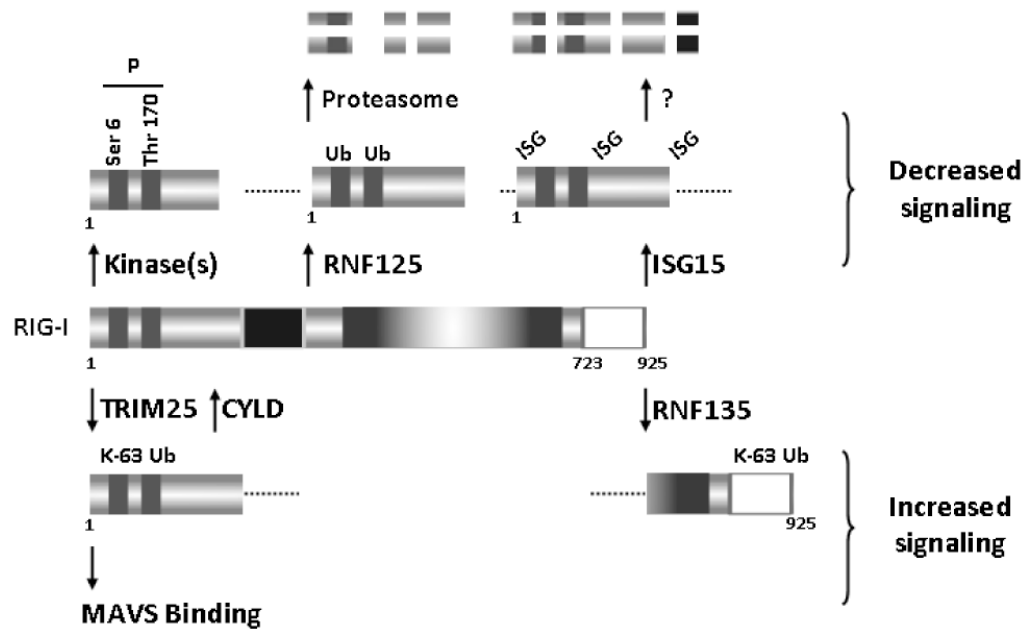 P
Ser 6
Thr 170
Proteasome
?
Ub Ub
ISG ISG ISG
1
1
1
Decreased
signaling
Kinase(s)
RNF125
ISG15
RIG-I
1
723
925
TRIM25
CYLD
RNF135
K-63 Ub
K-63 Ub
1
925
Increased
signaling
MAVS Binding